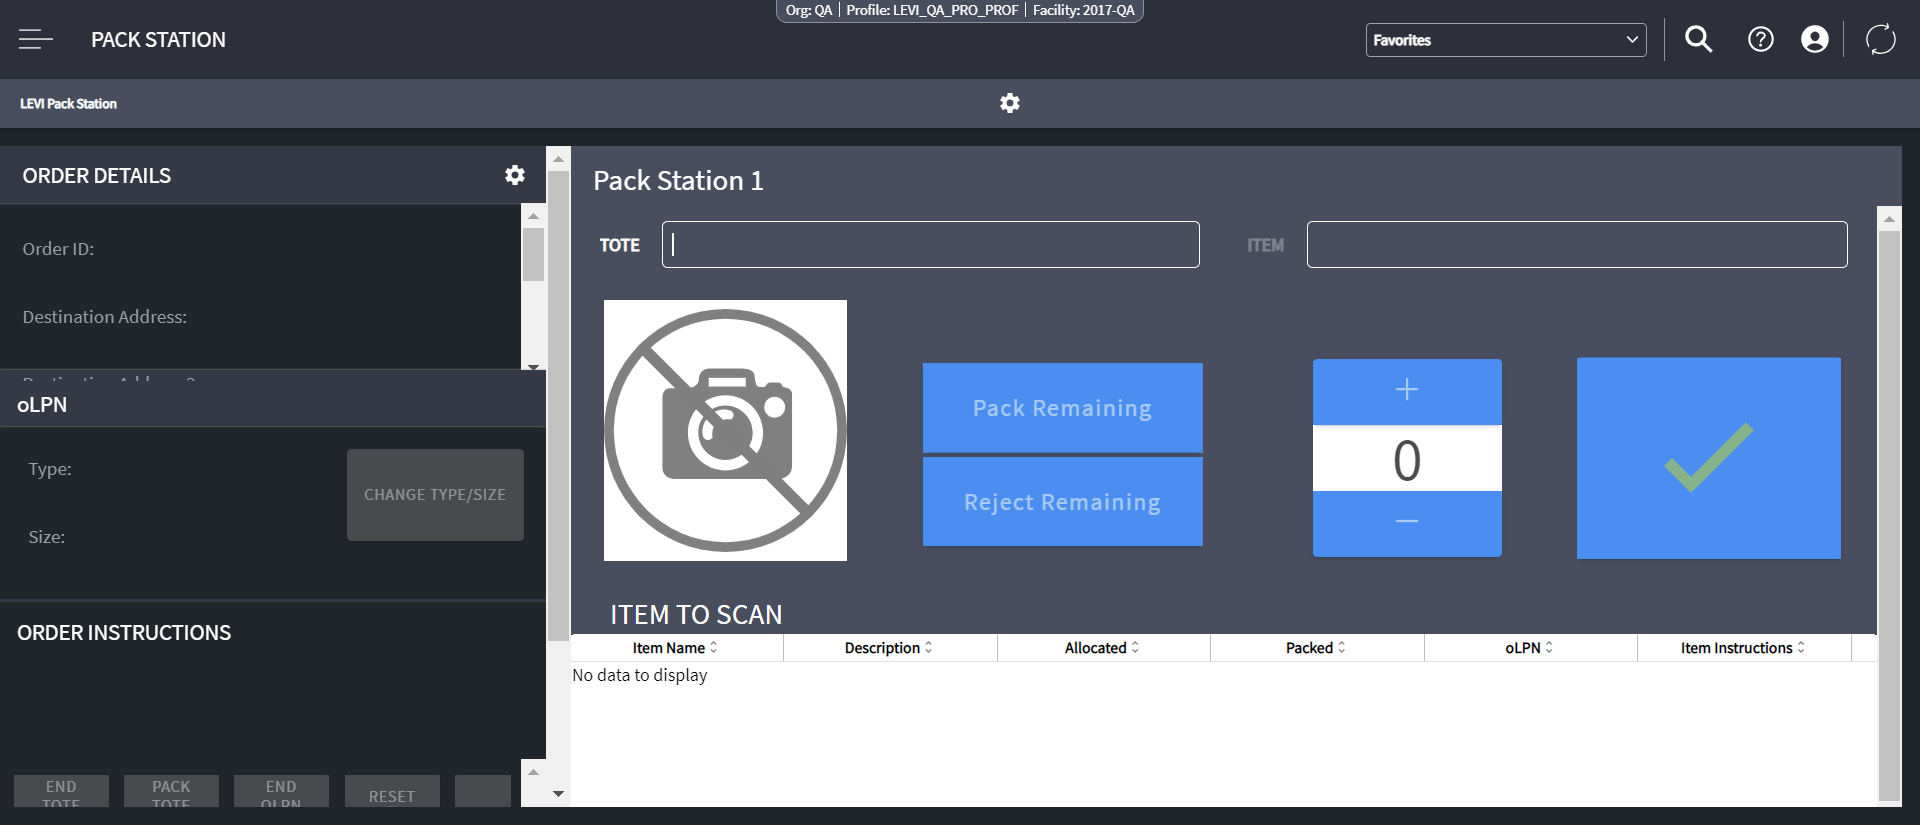 Org: QA | Profile: LEVI_QA_PRO_PROF | Facility: 2017-QA
PACK STATION
Favorites
LEVI Pack Station
ORDER DETAILS
Order ID:
Destination Address:
oLPN
Type:
CHANGE TYPE/SIZE
Size:
ORDER INSTRUCTIONS
END TOTE
PACK TOTE
END OLPN
RESET
Pack Station 1
TOTE
ITEM
Pack Remaining
Reject Remaining
+
0
−
ITEM TO SCAN
Item Name Description Allocated Packed oLPN Item Instructions
No data to display